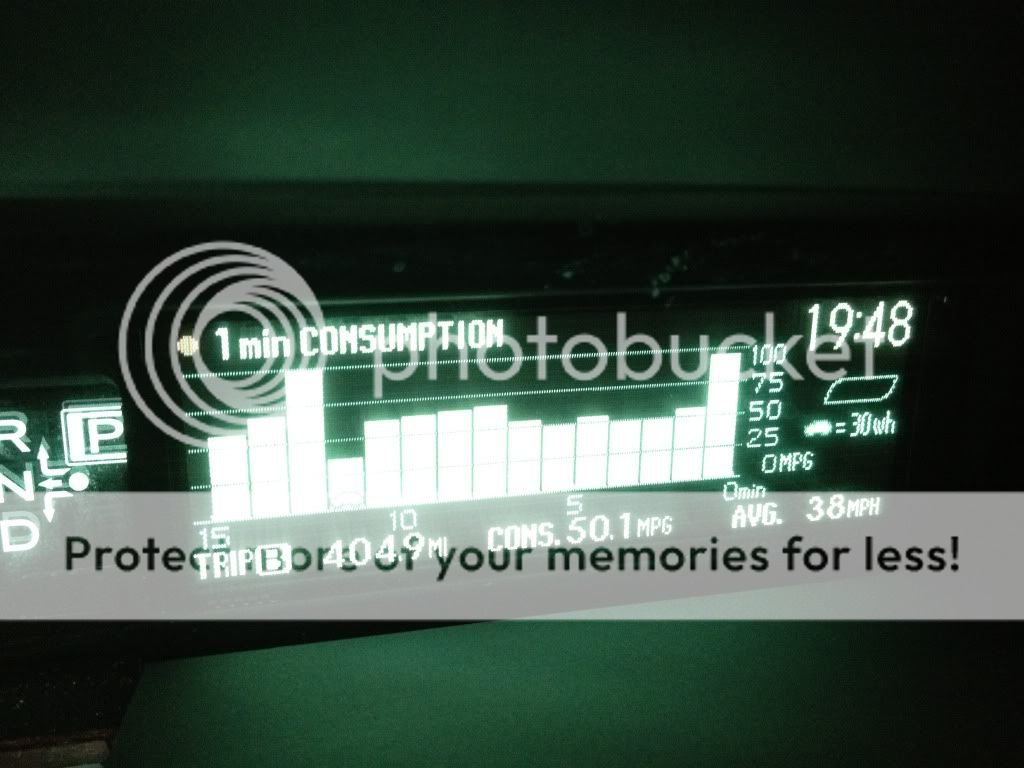 19:48
1 min CONSUMPTION
photobucket
100
75
50
25
0MPG
=30wh
R P
N
D
15 10 5 0min
TRIP B 404.9MI CONS. 50.1MPG AVG. 38MPH
Protect more of your memories for less!